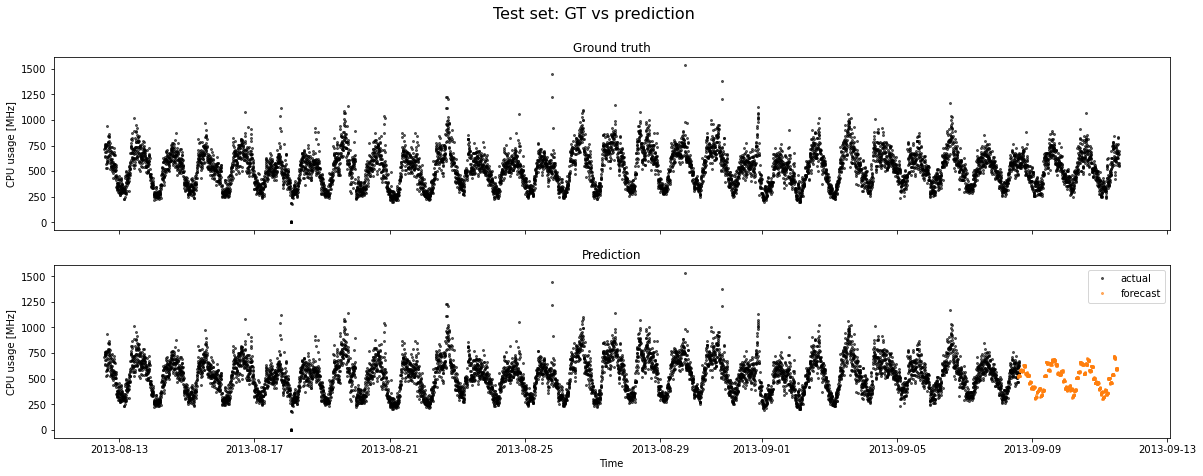 Test set: GT vs prediction
Ground truth
CPU usage [MHz]
1500
1250
1000
750
500
250
0
Prediction
CPU usage [MHz]
1500
1250
1000
750
500
250
0
actual
forecast
2013-08-13 2013-08-17 2013-08-21 2013-08-25 2013-08-29 2013-09-01 2013-09-05 2013-09-09 2013-09-13
Time